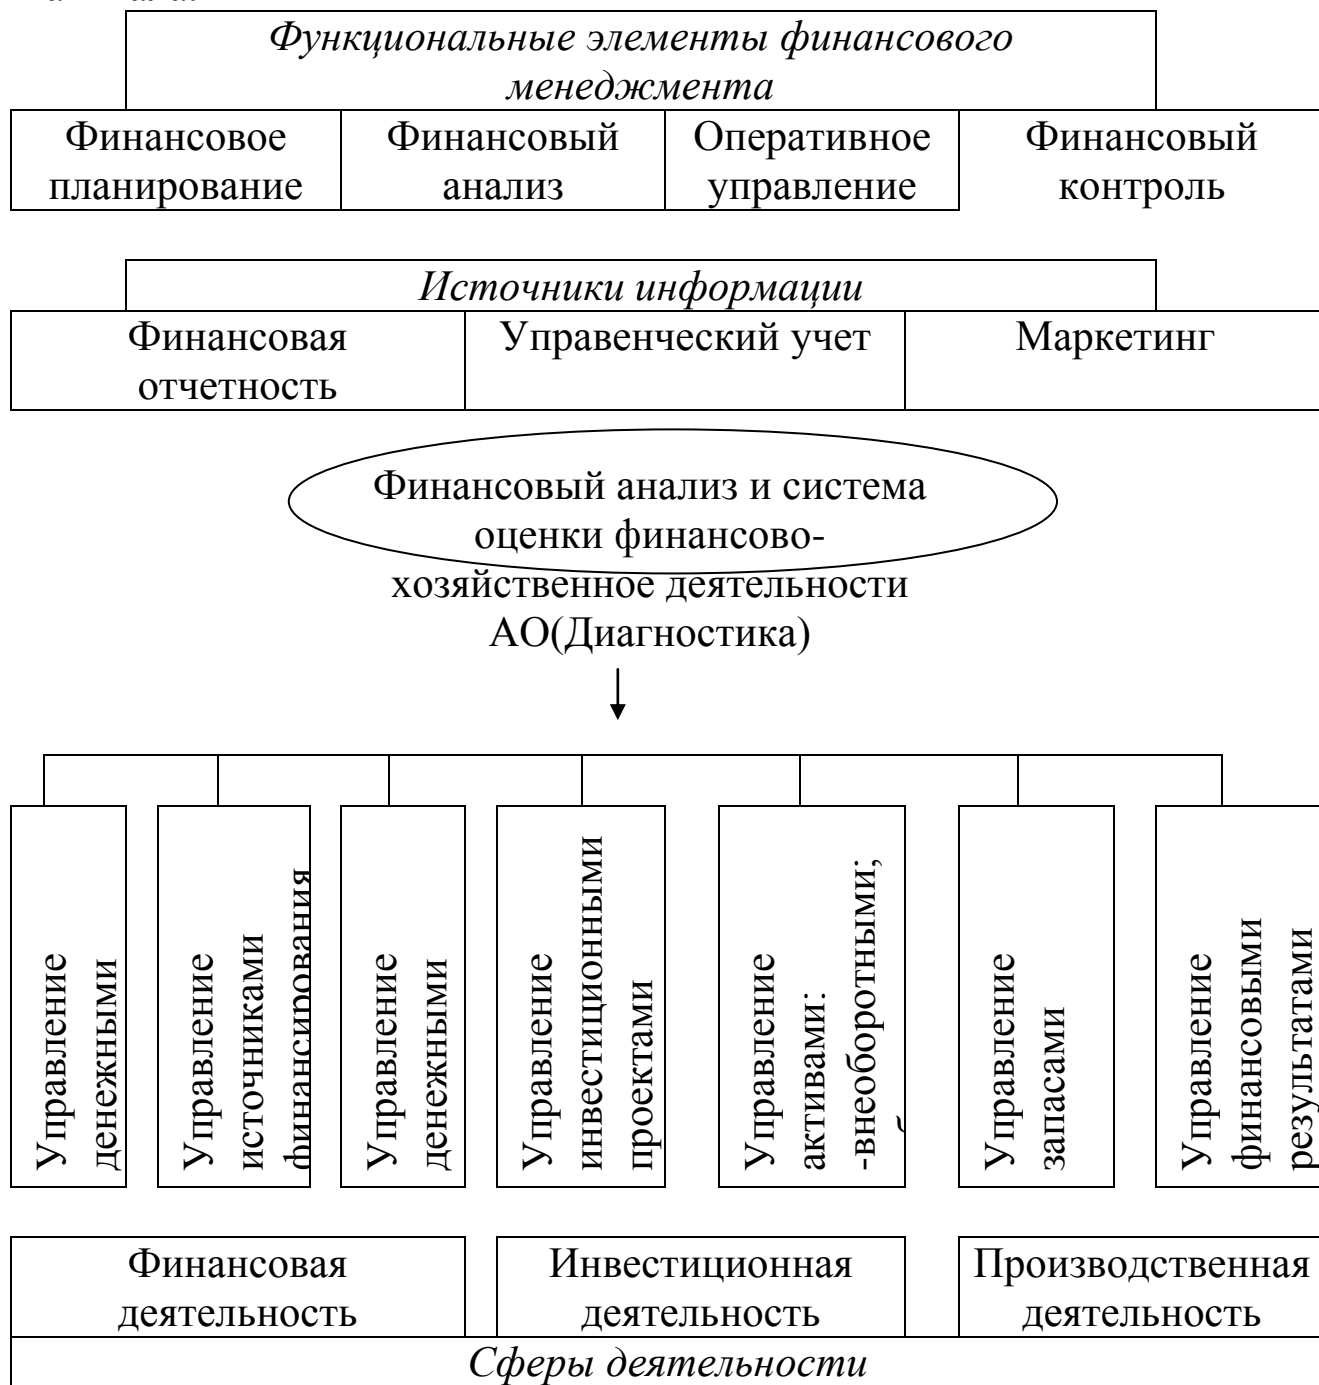 Функциональные элементы финансового
менеджмента
Финансовое
планирование
Финансовый
анализ
Оперативное
управление
Финансовый
контроль
Источники информации
Финансовая
отчетность
Управенческий учет
Маркетинг
Финансовый анализ и система
оценки финансово-
хозяйственное деятельности
АО(Диагностика)
Управление
денежными
Управление
источниками
финансирования
Управление
денежными
Управление
инвестиционными
проектами
Управление
активами:
-внеоборотными;
Управление
запасами
Управление
финансовыми
результатами
Финансовая
деятельность
Инвестиционная
деятельность
Производственная
деятельность
Сферы деятельности